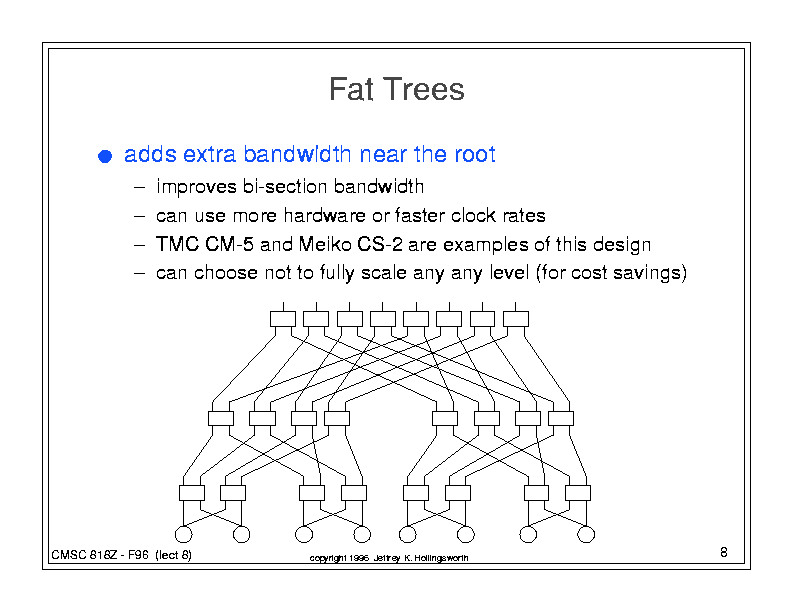 Fat Trees
● adds extra bandwidth near the root
– improves bi-section bandwidth
– can use more hardware or faster clock rates
– TMC CM-5 and Meiko CS-2 are examples of this design
– can choose not to fully scale any any level (for cost savings)
CMSC 818Z - F96 (lect 8)
copyright 1996 Jeffrey K. Hollingsworth
8